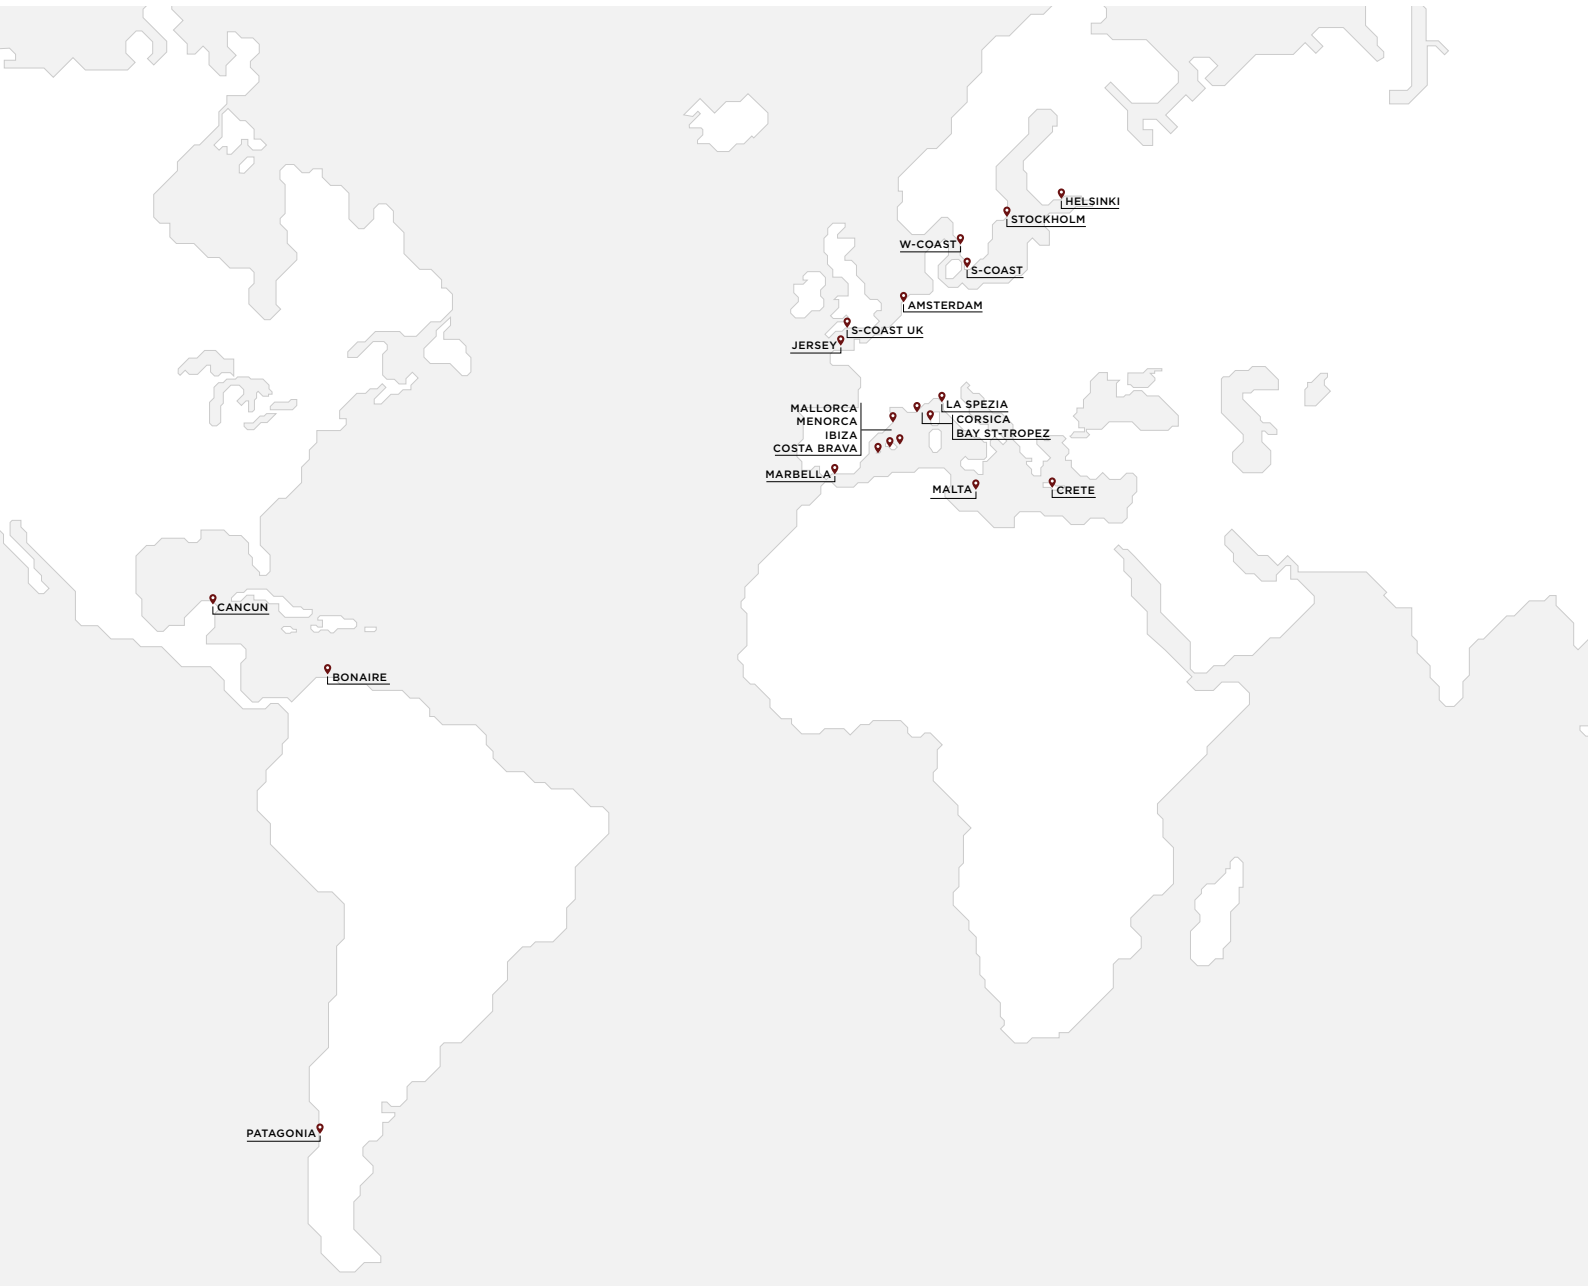 HELSINKI
STOCKHOLM
W-COAST
S-COAST
AMSTERDAM
S-COAST UK
JERSEY
LA SPEZIA
MALLORCA
CORSICA
MENORCA
BAY ST-TROPEZ
IBIZA
COSTA BRAVA
MARBELLA
MALTA
CRETE
CANCUN
BONAIRE
PATAGONIA